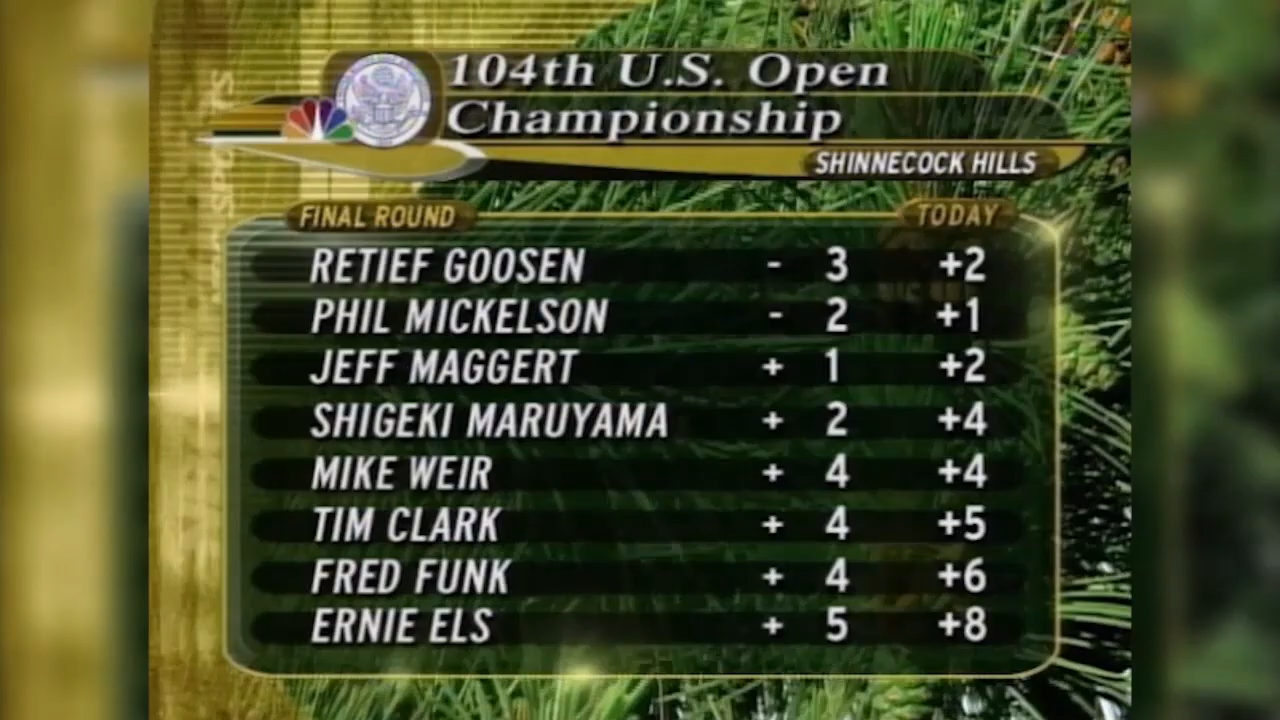 104th U.S. Open
Championship
SHINNECOCK HILLS
FINAL ROUND TODAY
RETIEF GOOSEN - 3 +2
PHIL MICKELSON - 2 +1
JEFF MAGGERT + 1 +2
SHIGEKI MARUYAMA + 2 +4
MIKE WEIR + 4 +4
TIM CLARK + 4 +5
FRED FUNK + 4 +6
ERNIE ELS + 5 +8